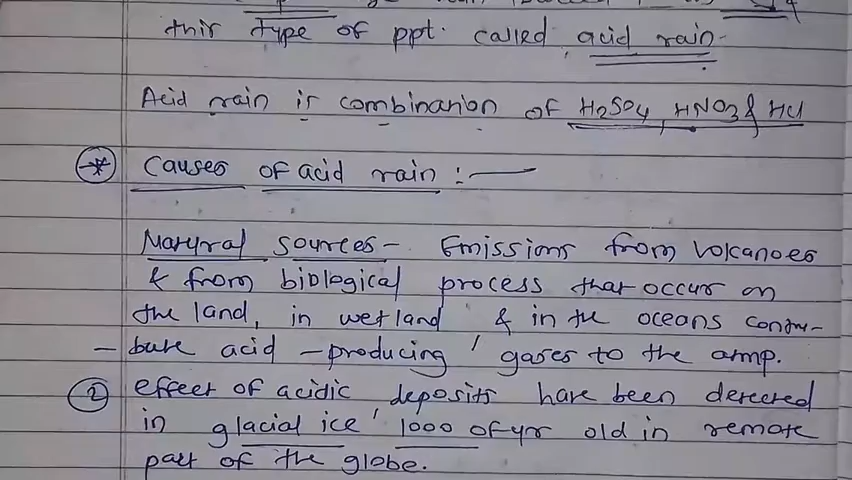 this type of ppt. called acid rain-
Acid rain is combination of H2SO4, HNO3 & HCl
* Causes of acid rain :—
Natural sources - Emissions from volcanoes
& from biological process that occur on
the land, in wetland & in the oceans contri-
- bute acid - producing gases to the atmp.
② effect of acidic deposits have been detected
in glacial ice 1000 of yr old in remote
part of the globe.